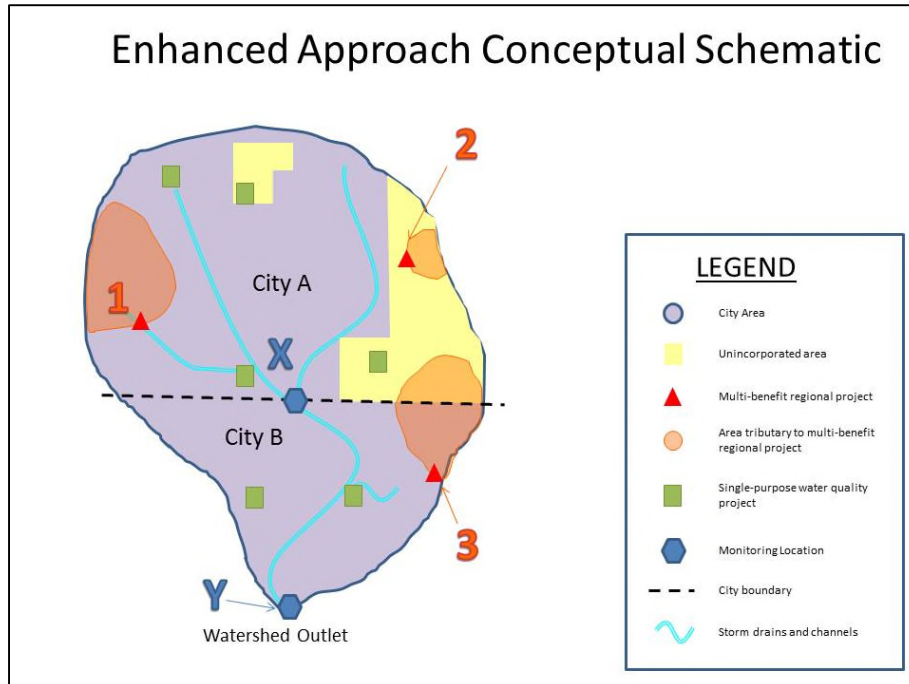 Enhanced Approach Conceptual Schematic
2
1
City A
X
City B
3
Y
Watershed Outlet
LEGEND
City Area
Unincorporated area
Multi-benefit regional project
Area tributary to multi-benefit
regional project
Single-purpose water quality
project
Monitoring Location
City boundary
Storm drains and channels